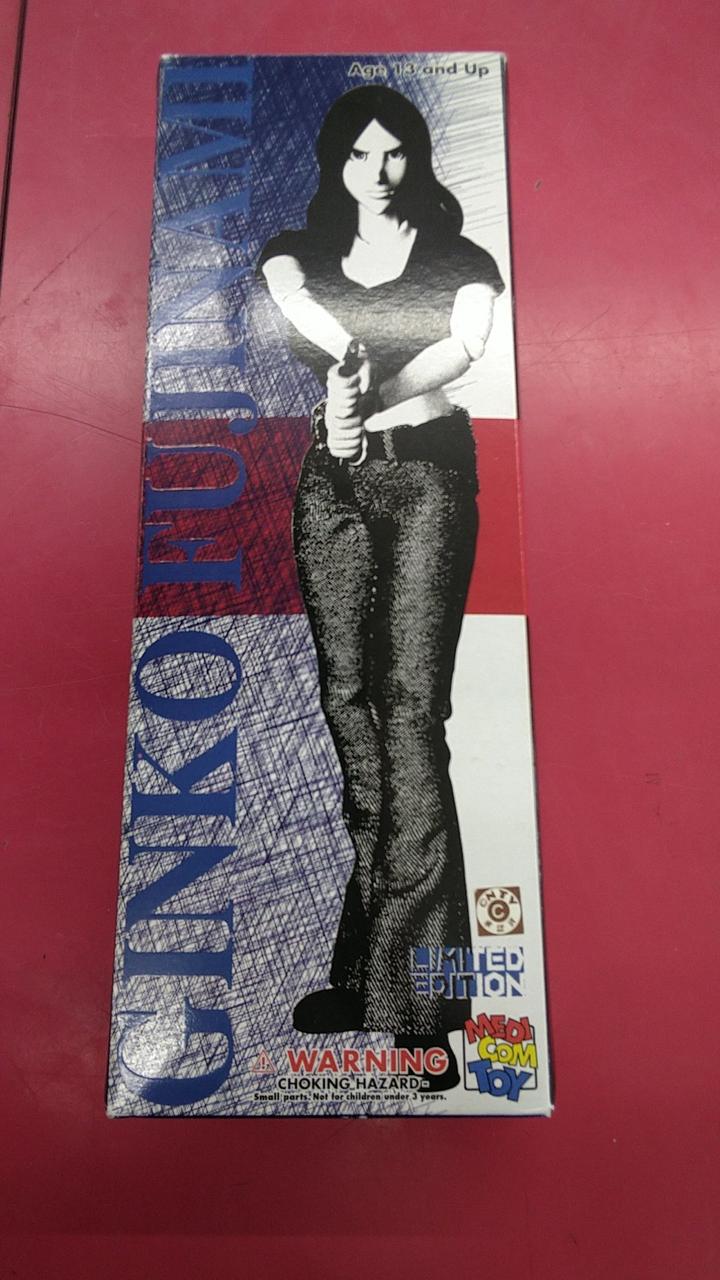 Age 13 and Up
GINKO FUJINAMI
CNTV
C
LIMITED
EDITION
MEDI
COM
TOY
WARNING
CHOKING HAZARD-
Small parts. Not for children under 3 years.